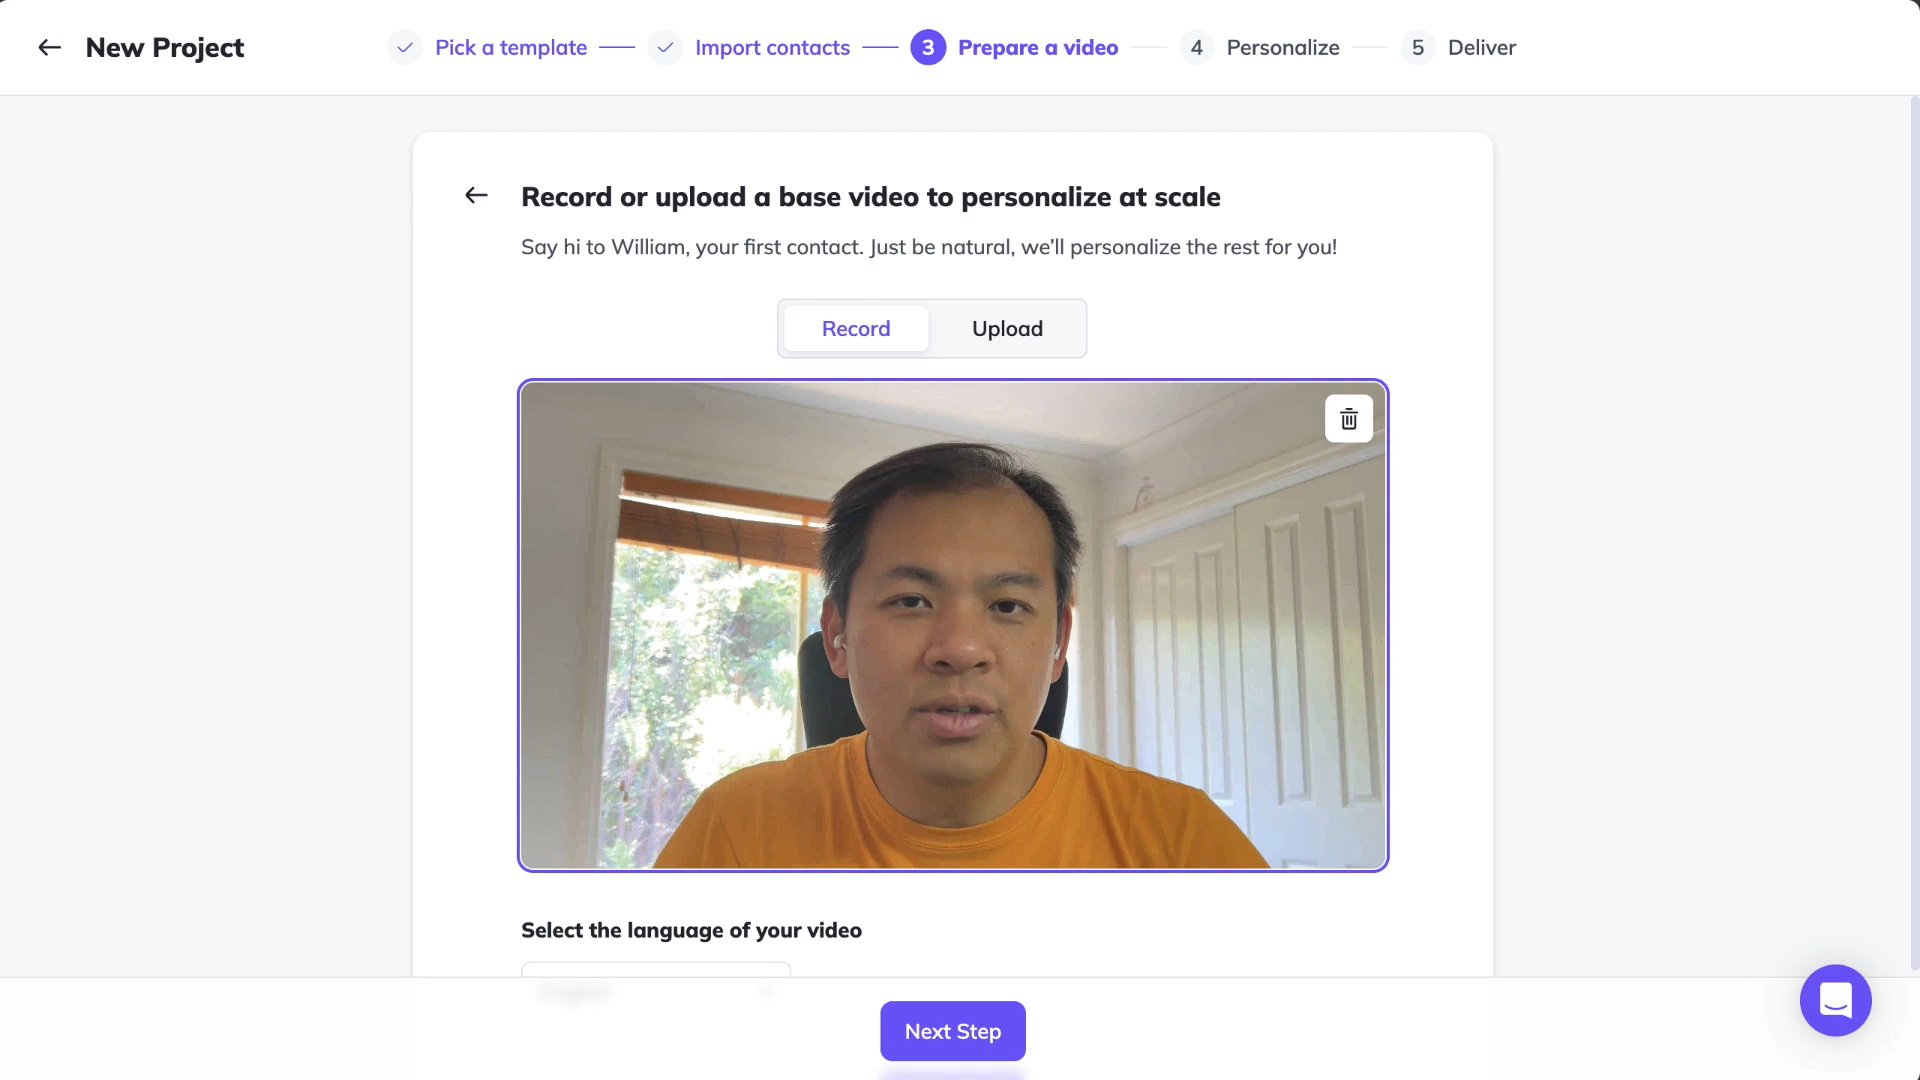 New Project
Pick a template
Import contacts
3 Prepare a video
4 Personalize
5 Deliver
Record or upload a base video to personalize at scale
Say hi to William, your first contact. Just be natural, we'll personalize the rest for you!
Record
Upload
Select the language of your video
Next Step